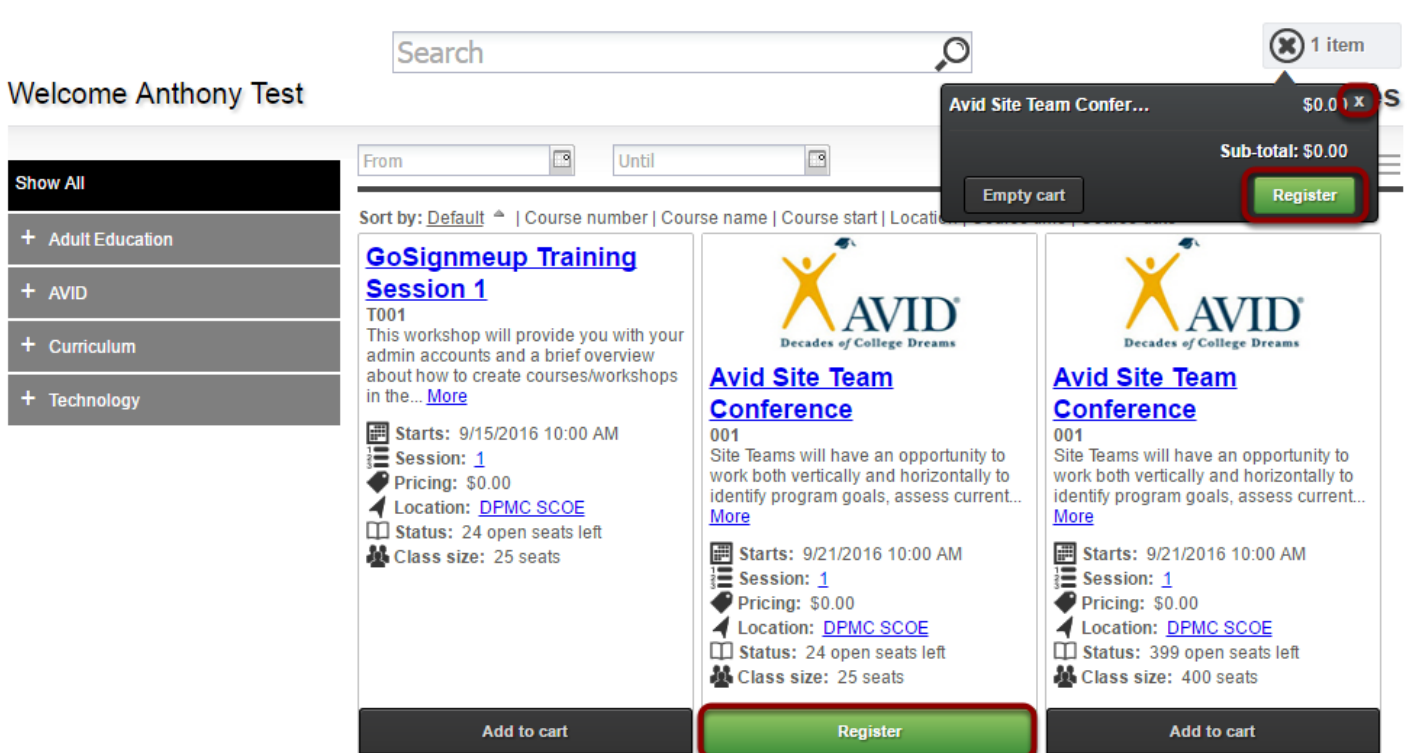 Search
1 item
Welcome Anthony Test
Avid Site Team Confer... $0.0 x
Sub-total: $0.00
Empty cart
Register
From
Until
Show All
+ Adult Education
+ AVID
+ Curriculum
+ Technology
Sort by: Default | Course number | Course name | Course start |
GoSignmeup Training
Session 1
T001
This workshop will provide you with your
admin accounts and a brief overview
about how to create courses/workshops
in the... More
Starts: 9/15/2016 10:00 AM
Session: 1
Pricing: $0.00
Location: DPMC SCOE
Status: 24 open seats left
Class size: 25 seats
Add to cart
AVID®
Decades of College Dreams
Avid Site Team
Conference
001
Site Teams will have an opportunity to
work both vertically and horizontally to
identify program goals, assess current...
More
Starts: 9/21/2016 10:00 AM
Session: 1
Pricing: $0.00
Location: DPMC SCOE
Status: 24 open seats left
Class size: 25 seats
Register
AVID®
Decades of College Dreams
Avid Site Team
Conference
001
Site Teams will have an opportunity to
work both vertically and horizontally to
identify program goals, assess current...
More
Starts: 9/21/2016 10:00 AM
Session: 1
Pricing: $0.00
Location: DPMC SCOE
Status: 399 open seats left
Class size: 400 seats
Add to cart